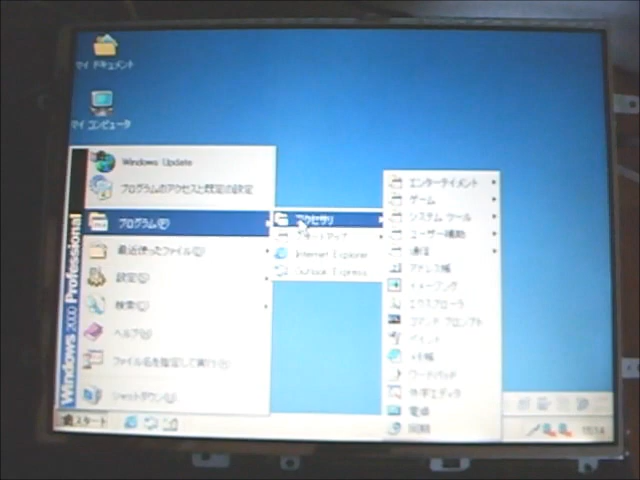 マイ ドキュメント
マイ コンピュータ
Windows Update
プログラムのアクセスと既定の設定
プログラム(P)
最近使ったファイル(D)
設定(S)
検索(C)
ヘルプ(H)
ファイル名を指定して実行(R)
シャットダウン(U)
Windows 2000 Professional
アクセサリ
スタートアップ
Internet Explorer
Outlook Express
エンターテイメント
ゲーム
システム ツール
ユーザー補助
通信
アドレス帳
イメージング
エクスプローラ
コマンド プロンプト
ペイント
メモ帳
ワードパッド
外字エディタ
電卓
同期
スタート